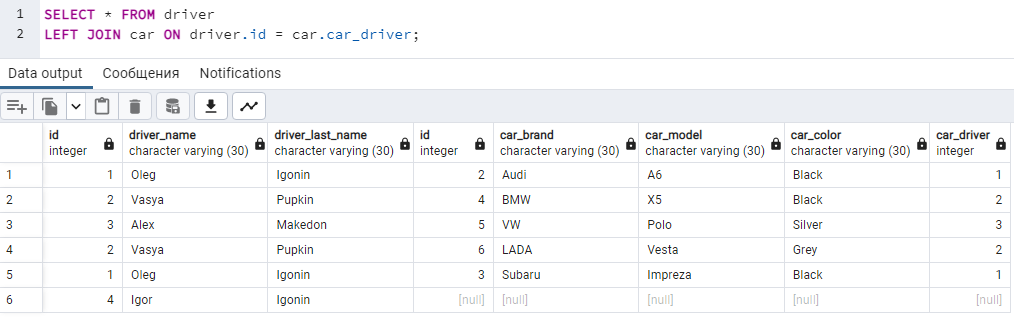 1 SELECT * FROM driver
2 LEFT JOIN car ON driver.id = car.car_driver;
Data output Сообщения Notifications
id driver_name driver_last_name id car_brand car_model car_color car_driver
integer character varying (30) character varying (30) integer character varying (30) character varying (30) character varying (30) integer
1 1 Oleg Igonin 2 Audi A6 Black 1
2 2 Vasya Pupkin 4 BMW X5 Black 2
3 3 Alex Makedon 5 VW Polo Silver 3
4 2 Vasya Pupkin 6 LADA Vesta Grey 2
5 1 Oleg Igonin 3 Subaru Impreza Black 1
6 4 Igor Igonin [null] [null] [null] [null] [null]